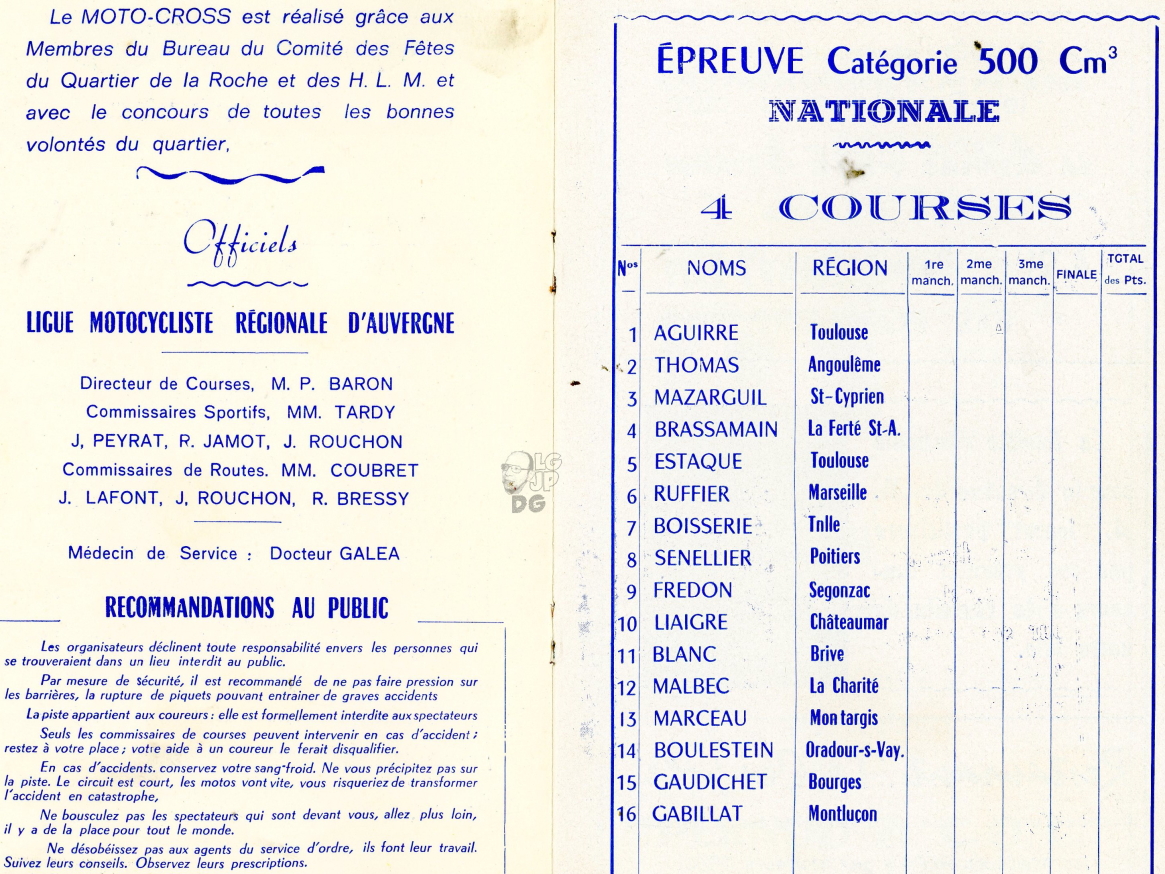 Le MOTO-CROSS est réalisé grâce aux
Membres du Bureau du Comité des Fêtes
du Quartier de la Roche et des H. L. M. et
avec le concours de toutes les bonnes
volontés du quartier,
Officiels
LIGUE MOTOCYCLISTE RÉGIONALE D'AUVERGNE
Directeur de Courses, M. P. BARON
Commissaires Sportifs, MM. TARDY
J, PEYRAT, R. JAMOT, J. ROUCHON
Commissaires de Routes. MM. COUBRET
J. LAFONT, J, ROUCHON, R. BRESSY
Médecin de Service : Docteur GALEA
RECOMMANDATIONS AU PUBLIC
Les organisateurs déclinent toute responsabilité envers les personnes qui
se trouveraient dans un lieu interdit au public.
Par mesure de sécurité, il est recommandé de ne pas faire pression sur
les barrières, la rupture de piquets pouvant entrainer de graves accidents
La piste appartient aux coureurs : elle est formellement interdite aux spectateurs
Seuls les commissaires de courses peuvent intervenir en cas d'accident ;
restez à votre place ; votre aide à un coureur le ferait disqualifier.
En cas d'accidents. conservez votre sang-froid. Ne vous précipitez pas sur
la piste. Le circuit est court, les motos vont vite, vous risqueriez de transformer
l'accident en catastrophe,
Ne bousculez pas les spectateurs qui sont devant vous, allez plus loin,
il y a de la place pour tout le monde.
Ne désobéissez pas aux agents du service d'ordre, ils font leur travail.
Suivez leurs conseils. Observez leurs prescriptions.
LG
JP
DG
ÉPREUVE Catégorie 500 Cm³
NATIONALE
4 COURSES
Nos NOMS RÉGION 1re manch. 2me manch. 3me manch. FINALE TGTAL des Pts.
1 AGUIRRE Toulouse
2 THOMAS Angoulême
3 MAZARGUIL St-Cyprien
4 BRASSAMAIN La Ferté St-A.
5 ESTAQUE Toulouse
6 RUFFIER Marseille
7 BOISSERIE Tnlle
8 SENELLIER Poitiers
9 FREDON Segonzac
10 LIAIGRE Châteaumar
11 BLANC Brive
12 MALBEC La Charité
13 MARCEAU Montargis
14 BOULESTEIN Oradour-s-Vay.
15 GAUDICHET Bourges
16 GABILLAT Montluçon